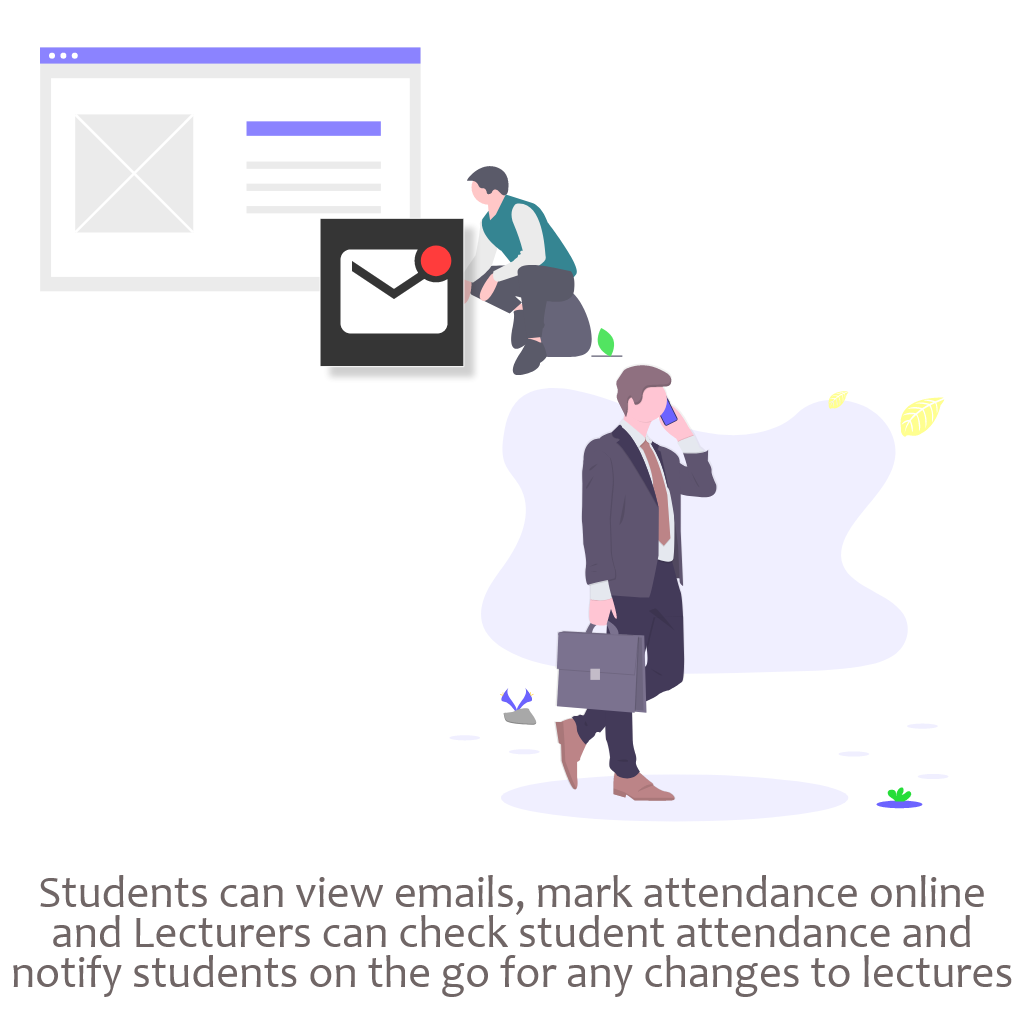 Students can view emails, mark attendance online
and Lecturers can check student attendance and
notify students on the go for any changes to lectures